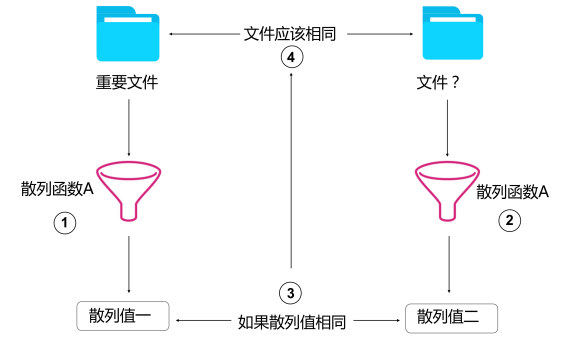 文件应该相同
④
重要文件
文件？
散列函数A
①
散列函数A
②
③
散列值一
如果散列值相同
散列值二